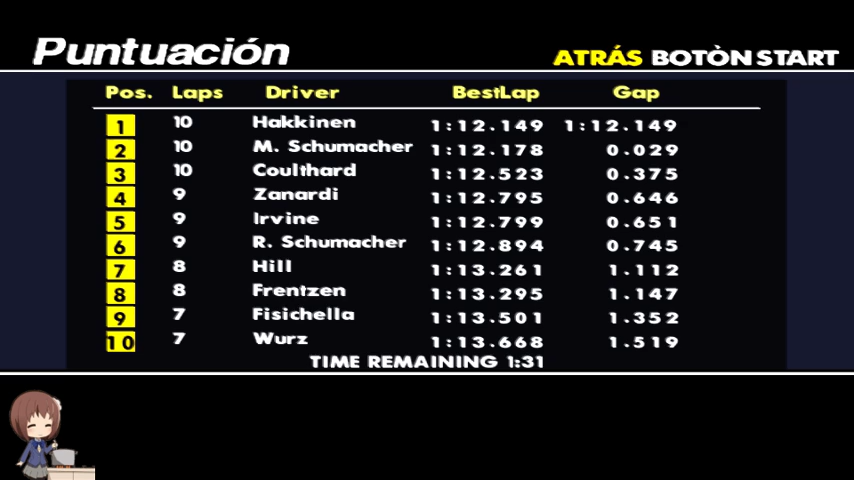 Puntuación
ATRÁS BOTÒN START
Pos. Laps Driver BestLap Gap
1 10 Hakkinen 1:12.149 1:12.149
2 10 M. Schumacher 1:12.178 0.029
3 10 Coulthard 1:12.523 0.375
4 9 Zanardi 1:12.795 0.646
5 9 Irvine 1:12.799 0.651
6 9 R. Schumacher 1:12.894 0.745
7 8 Hill 1:13.261 1.112
8 8 Frentzen 1:13.295 1.147
9 7 Fisichella 1:13.501 1.352
10 7 Wurz 1:13.668 1.519
TIME REMAINING 1:31